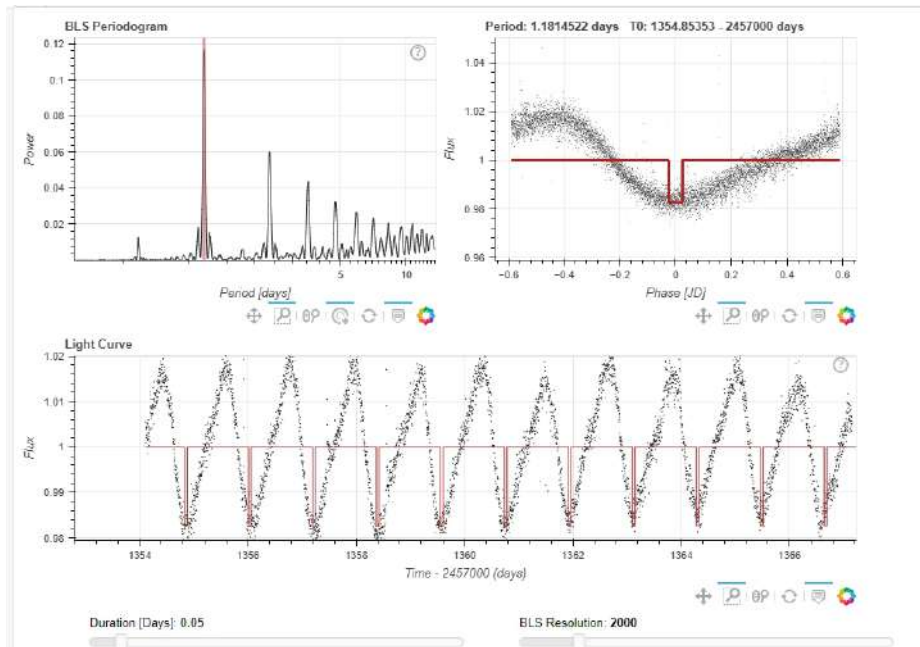 BLS Periodogram
0.12
0.1
0.08
0.06
0.04
0.02
Power
5
10
Period [days]
Period: 1.1814522 days T0: 1354.85353 - 2457000 days
1.04
1.02
1
0.98
0.96
Flux
−0.6
−0.4
−0.2
0
0.2
0.4
0.6
Phase [JD]
Light Curve
1.02
1.01
1
0.99
0.98
Flux
1354
1356
1358
1360
1362
1364
1366
Time - 2457000 (days)
Duration [Days]: 0.05
BLS Resolution: 2000